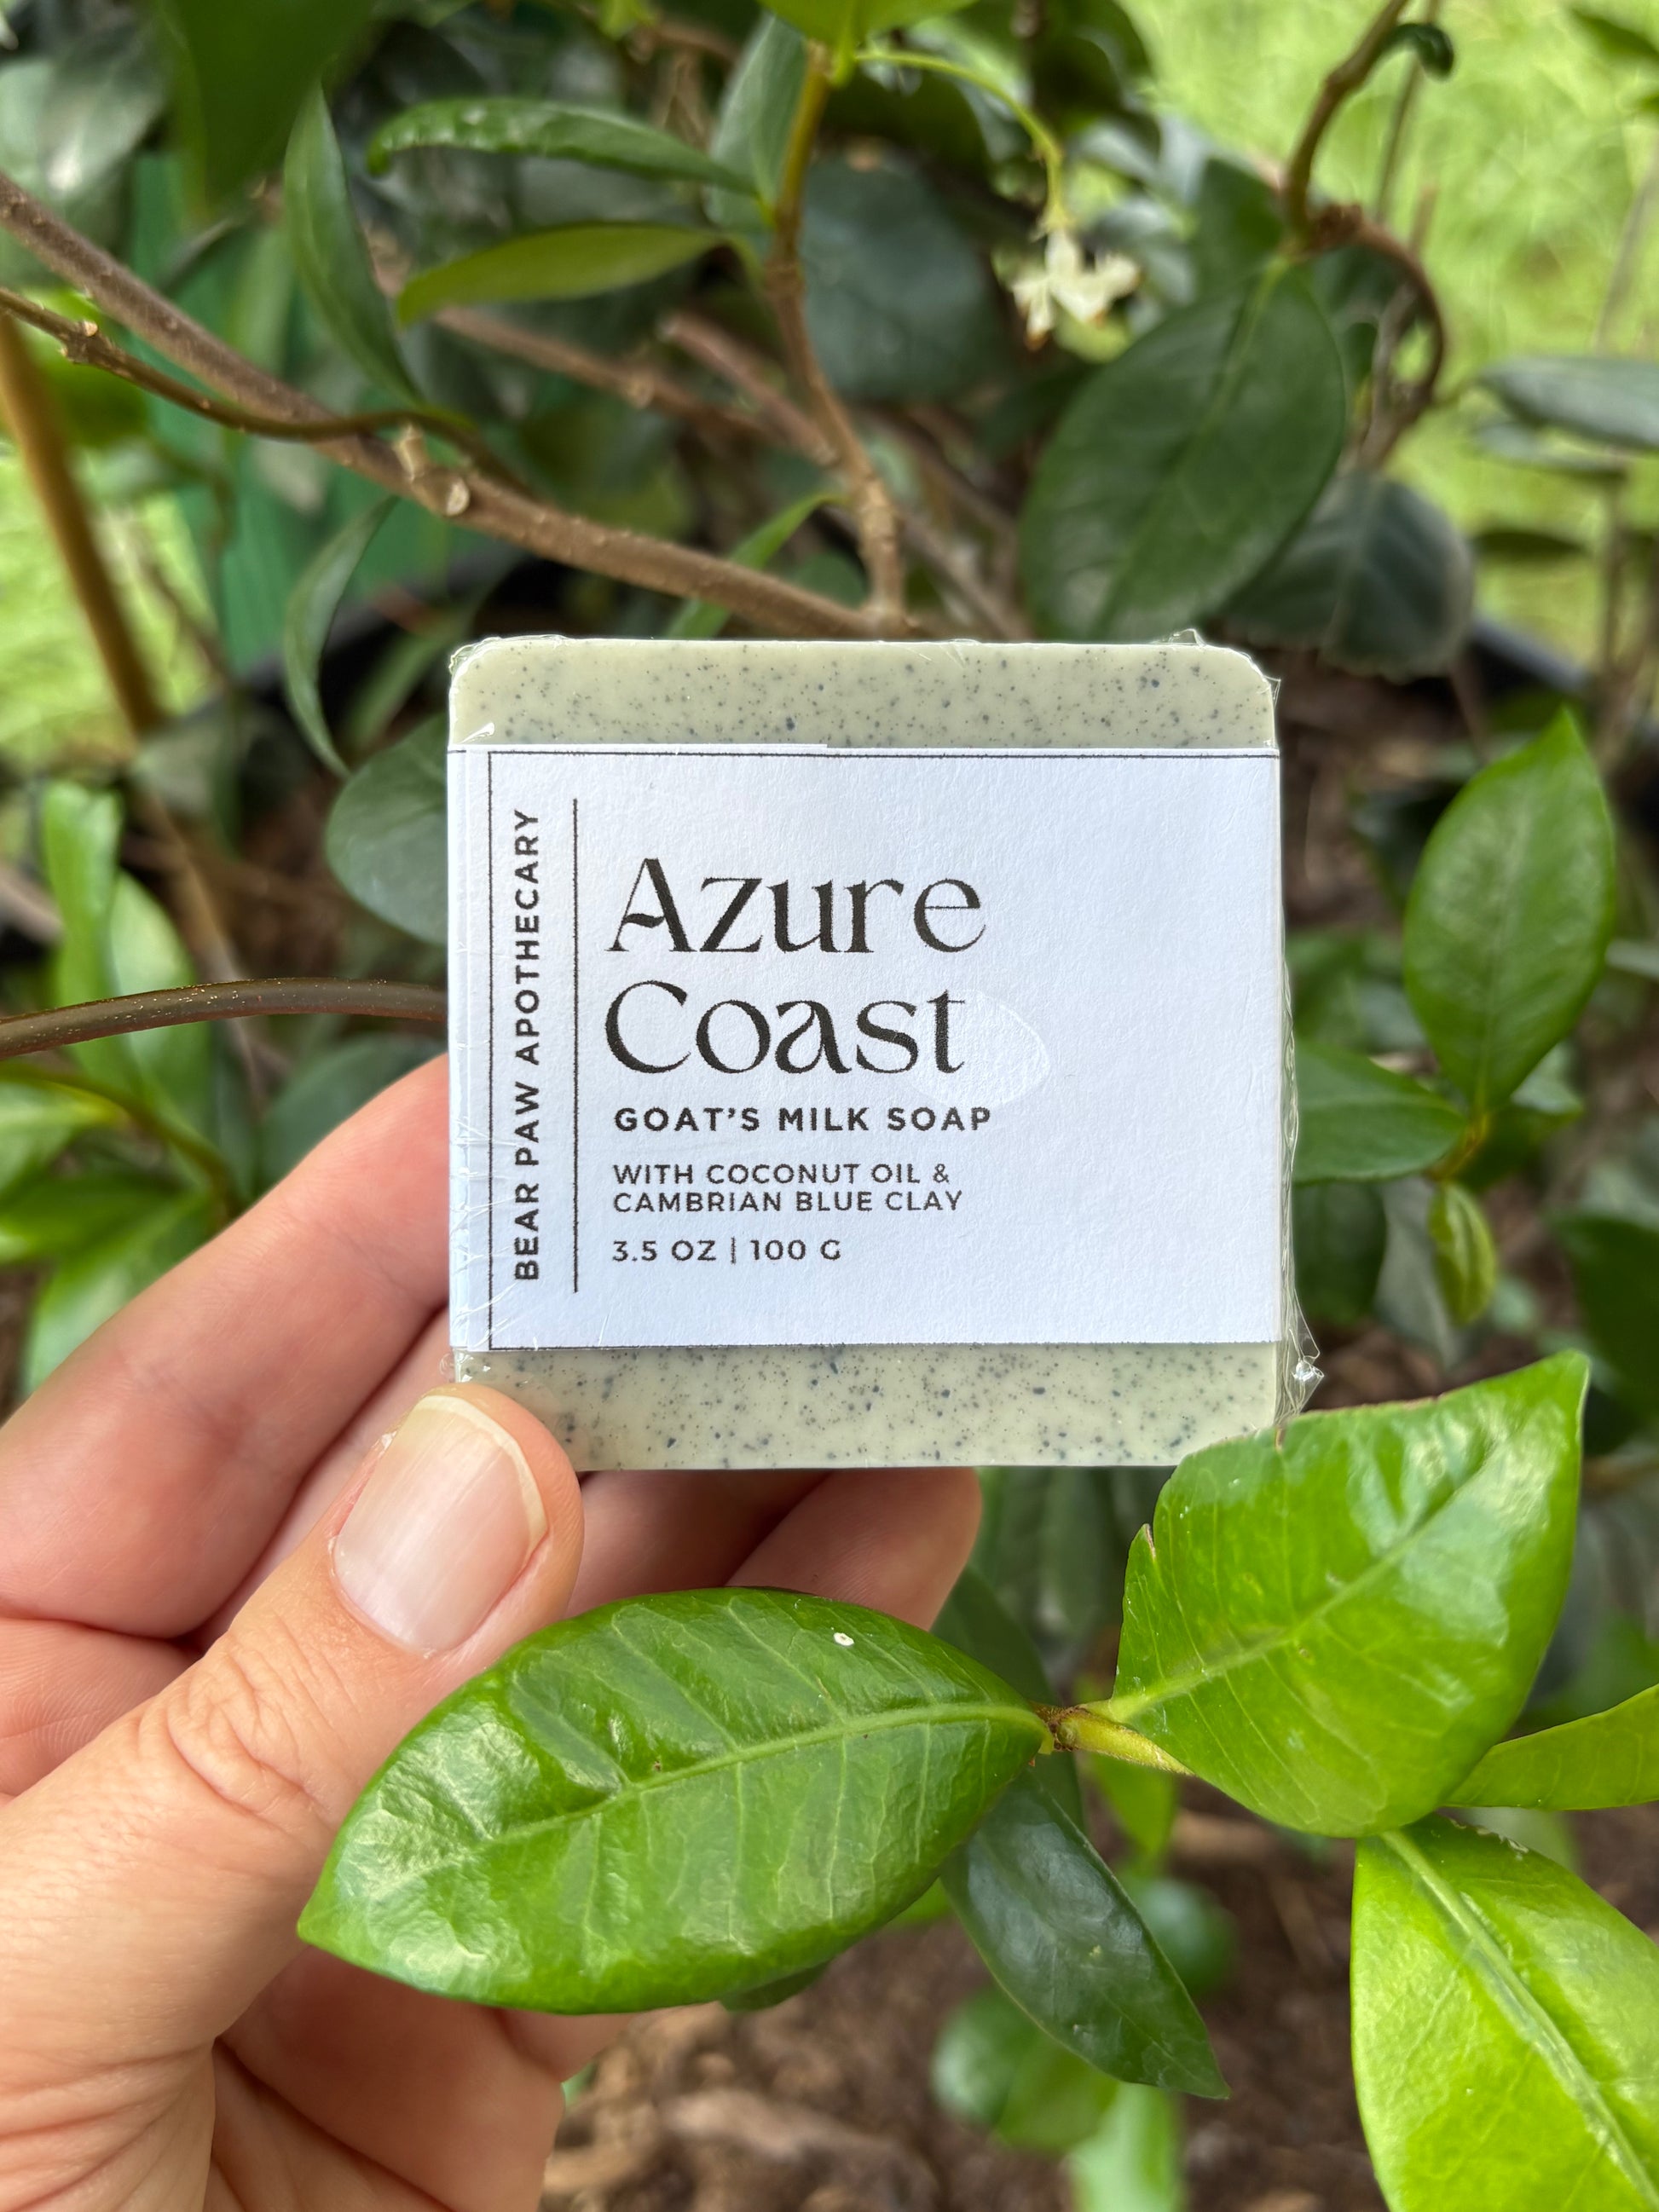 BEAR PAW APOTHECARY
Azure
Coast
GOAT'S MILK SOAP
WITH COCONUT OIL &
CAMBRIAN BLUE CLAY
3.5 OZ | 100 G